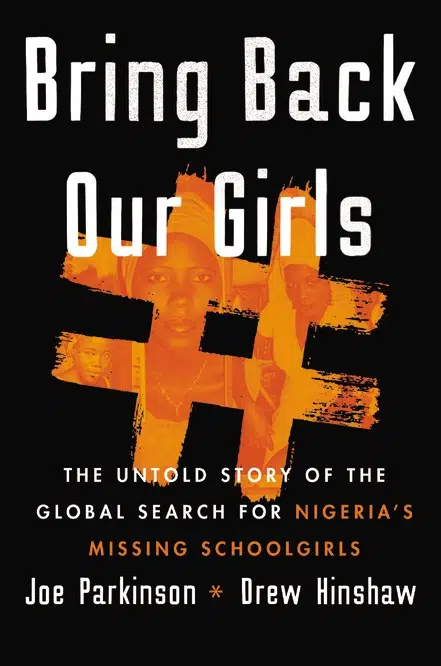 Bring Back
Our Girls
THE UNTOLD STORY OF THE
GLOBAL SEARCH FOR NIGERIA'S
MISSING SCHOOLGIRLS
Joe Parkinson * Drew Hinshaw